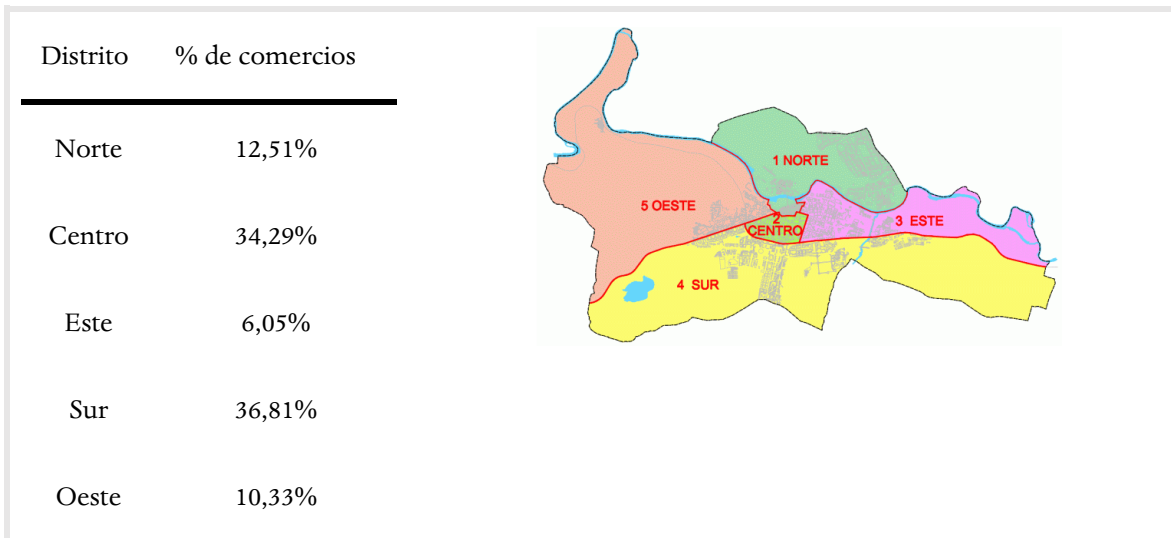 Distrito % de comercios
Norte 12,51%
Centro 34,29%
Este 6,05%
Sur 36,81%
Oeste 10,33%
1 NORTE
5 OESTE
2
CENTRO
3 ESTE
4 SUR